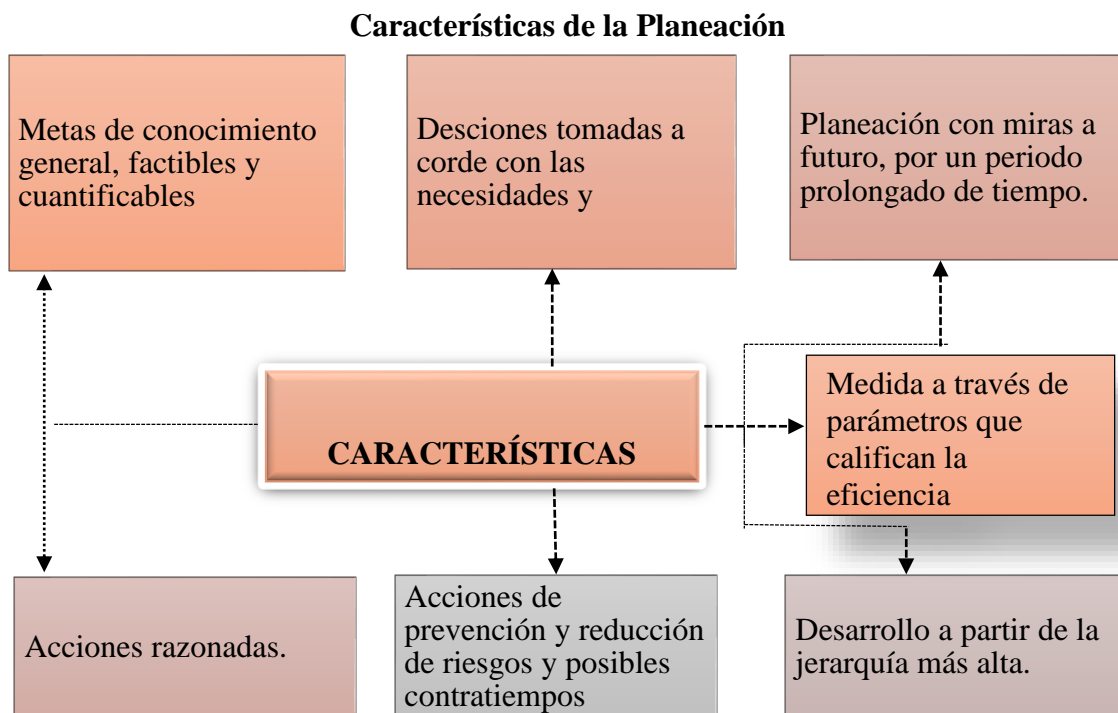 Características de la Planeación
Metas de conocimiento
general, factibles y
cuantificables
Desciones tomadas a
corde con las
necesidades y
Planeación con miras a
futuro, por un periodo
prolongado de tiempo.
CARACTERÍSTICAS
Medida a través de
parámetros que
califican la
eficiencia
Acciones razonadas.
Acciones de
prevención y reducción
de riesgos y posibles
contratiempos
Desarrollo a partir de la
jerarquía más alta.